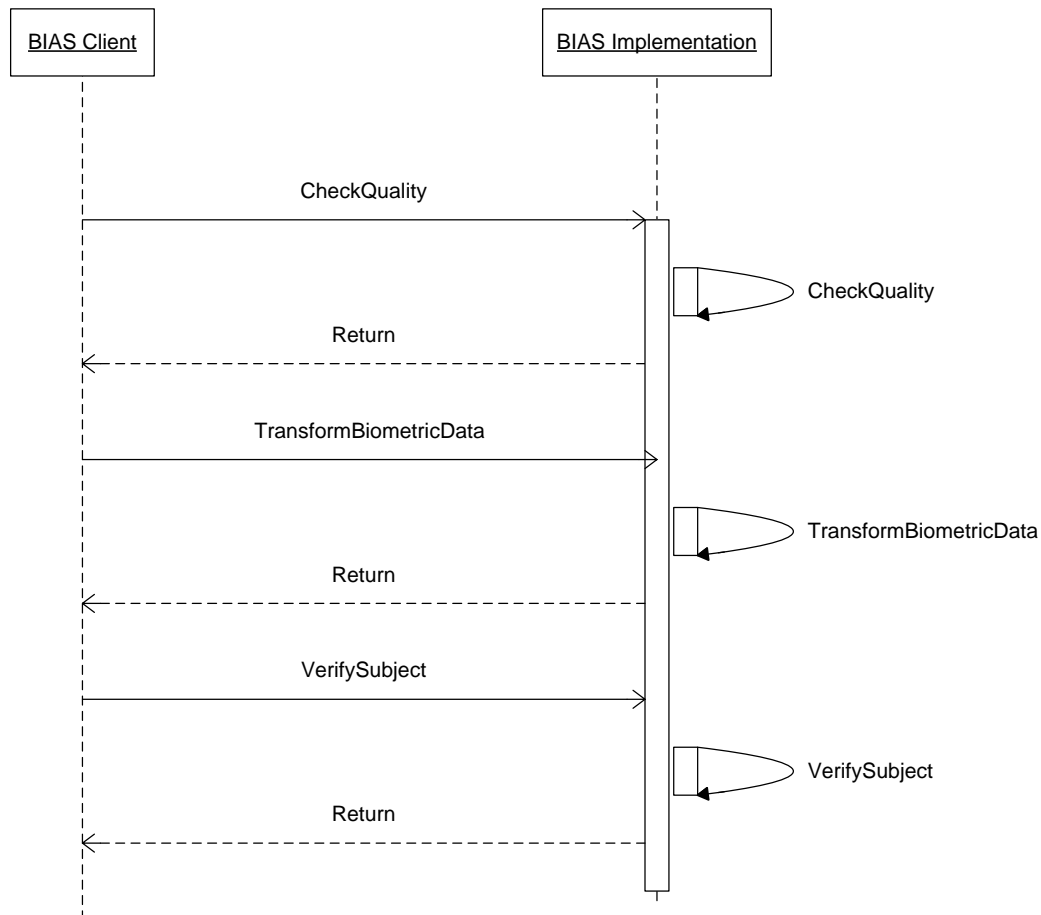 BIAS Client
BIAS Implementation
CheckQuality
CheckQuality
Return
TransformBiometricData
TransformBiometricData
Return
VerifySubject
VerifySubject
Return